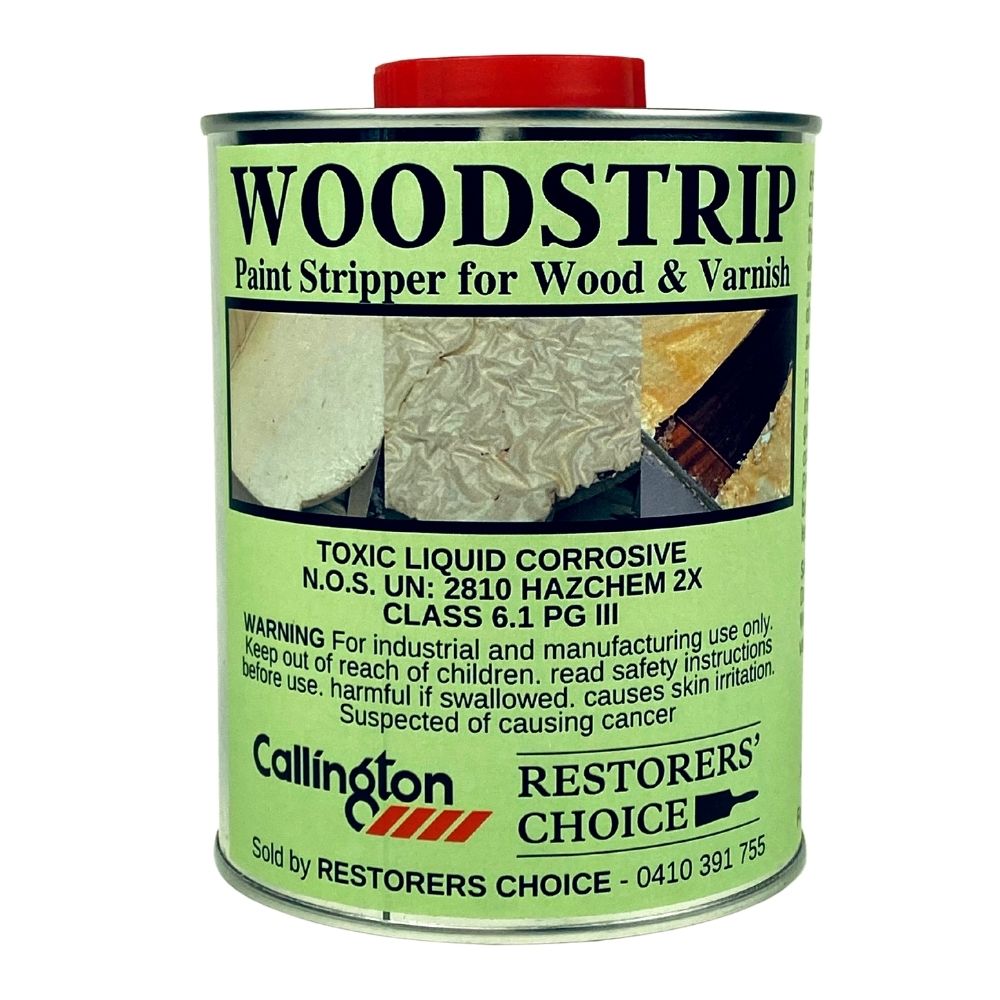 WOODSTRIP
Paint Stripper for Wood & Varnish
TOXIC LIQUID CORROSIVE
N.O.S. UN: 2810 HAZCHEM 2X
CLASS 6.1 PG III
WARNING For industrial and manufacturing use only.
Keep out of reach of children. read safety instructions
before use. harmful if swallowed. causes skin irritation.
Suspected of causing cancer
Callington
RESTORERS'
CHOICE
Sold by RESTORERS CHOICE - 0410 391 755